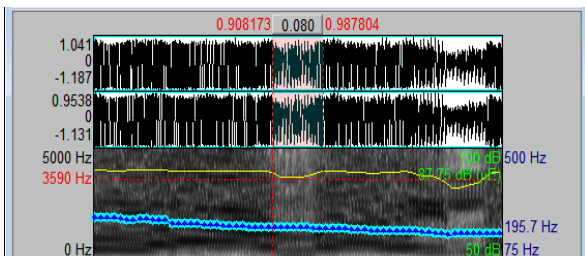 0.908173 0.080 0.987804
1.041
0
-1.187
0.9538
0
-1.131
5000 Hz 100 dB 500 Hz
3590 Hz 87.75 dB (µE)
195.7 Hz
0 Hz 50 dB 75 Hz